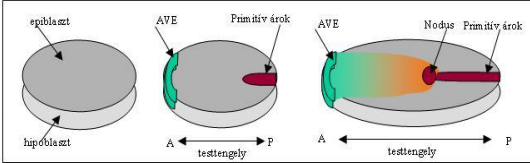 epiblaszt
hipoblaszt
AVE
Primitív árok
A
P
testtengely
AVE
Nodus
Primitív árok
A
P
testtengely